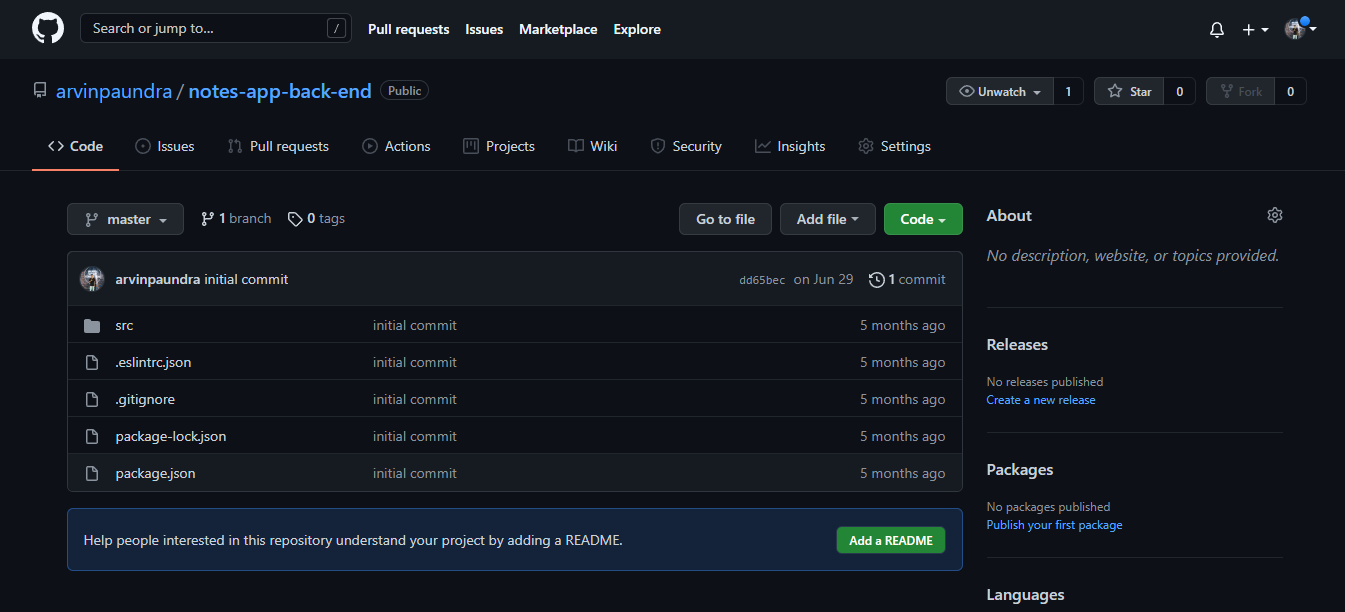 Search or jump to... /
Pull requests Issues Marketplace Explore
arvinpaundra / notes-app-back-end Public
Unwatch 1 Star 0 Fork 0
Code Issues Pull requests Actions Projects Wiki Security Insights Settings
master 1 branch 0 tags Go to file Add file Code
arvinpaundra initial commit dd65bec on Jun 29 1 commit
src initial commit 5 months ago
.eslintrc.json initial commit 5 months ago
.gitignore initial commit 5 months ago
package-lock.json initial commit 5 months ago
package.json initial commit 5 months ago
Help people interested in this repository understand your project by adding a README. Add a README
About
No description, website, or topics provided.
Releases
No releases published
Create a new release
Packages
No packages published
Publish your first package
Languages